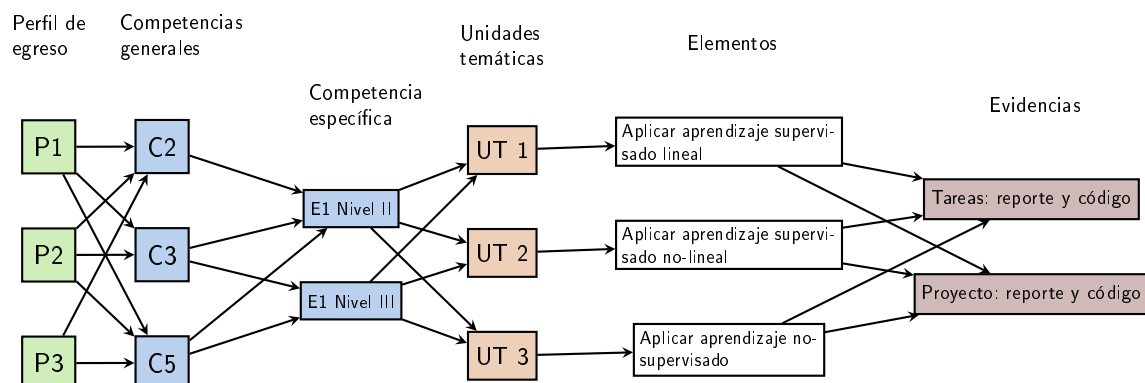 Perfil de
egreso
Competencias
generales
Competencia
específica
Unidades
temáticas
Elementos
Evidencias
P1
P2
P3
C2
C3
C5
E1 Nivel II
E1 Nivel III
UT 1
UT 2
UT 3
Aplicar aprendizaje supervi-
sado lineal
Aplicar aprendizaje supervi-
sado no-lineal
Aplicar aprendizaje no-
supervisado
Tareas: reporte y código
Proyecto: reporte y código